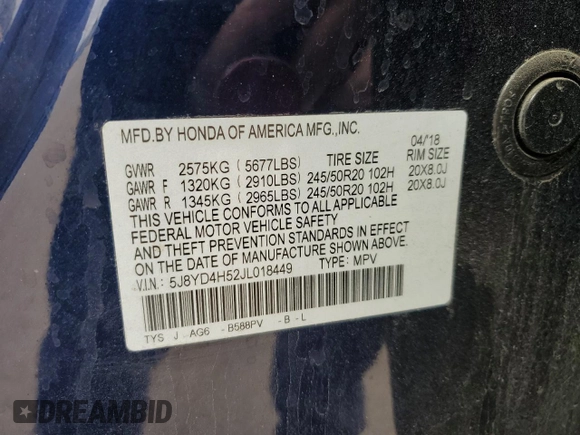 MFD.BY HONDA OF AMERICA MFG.,INC. 04/18
GVWR 2575KG ( 5677LBS) TIRE SIZE RIM SIZE
GAWR F 1320KG ( 2910LBS) 245/50R20 102H 20X8.0J
GAWR R 1345KG ( 2965LBS) 245/50R20 102H 20X8.0J
THIS VEHICLE CONFORMS TO ALL APPLICABLE
FEDERAL MOTOR VEHICLE SAFETY
AND THEFT PREVENTION STANDARDS IN EFFECT
ON THE DATE OF MANUFACTURE SHOWN ABOVE.
V.I.N.: 5J8YD4H52JL018449 TYPE: MPV
TYS J AG6 - B588PV - B - L
DREAMBID